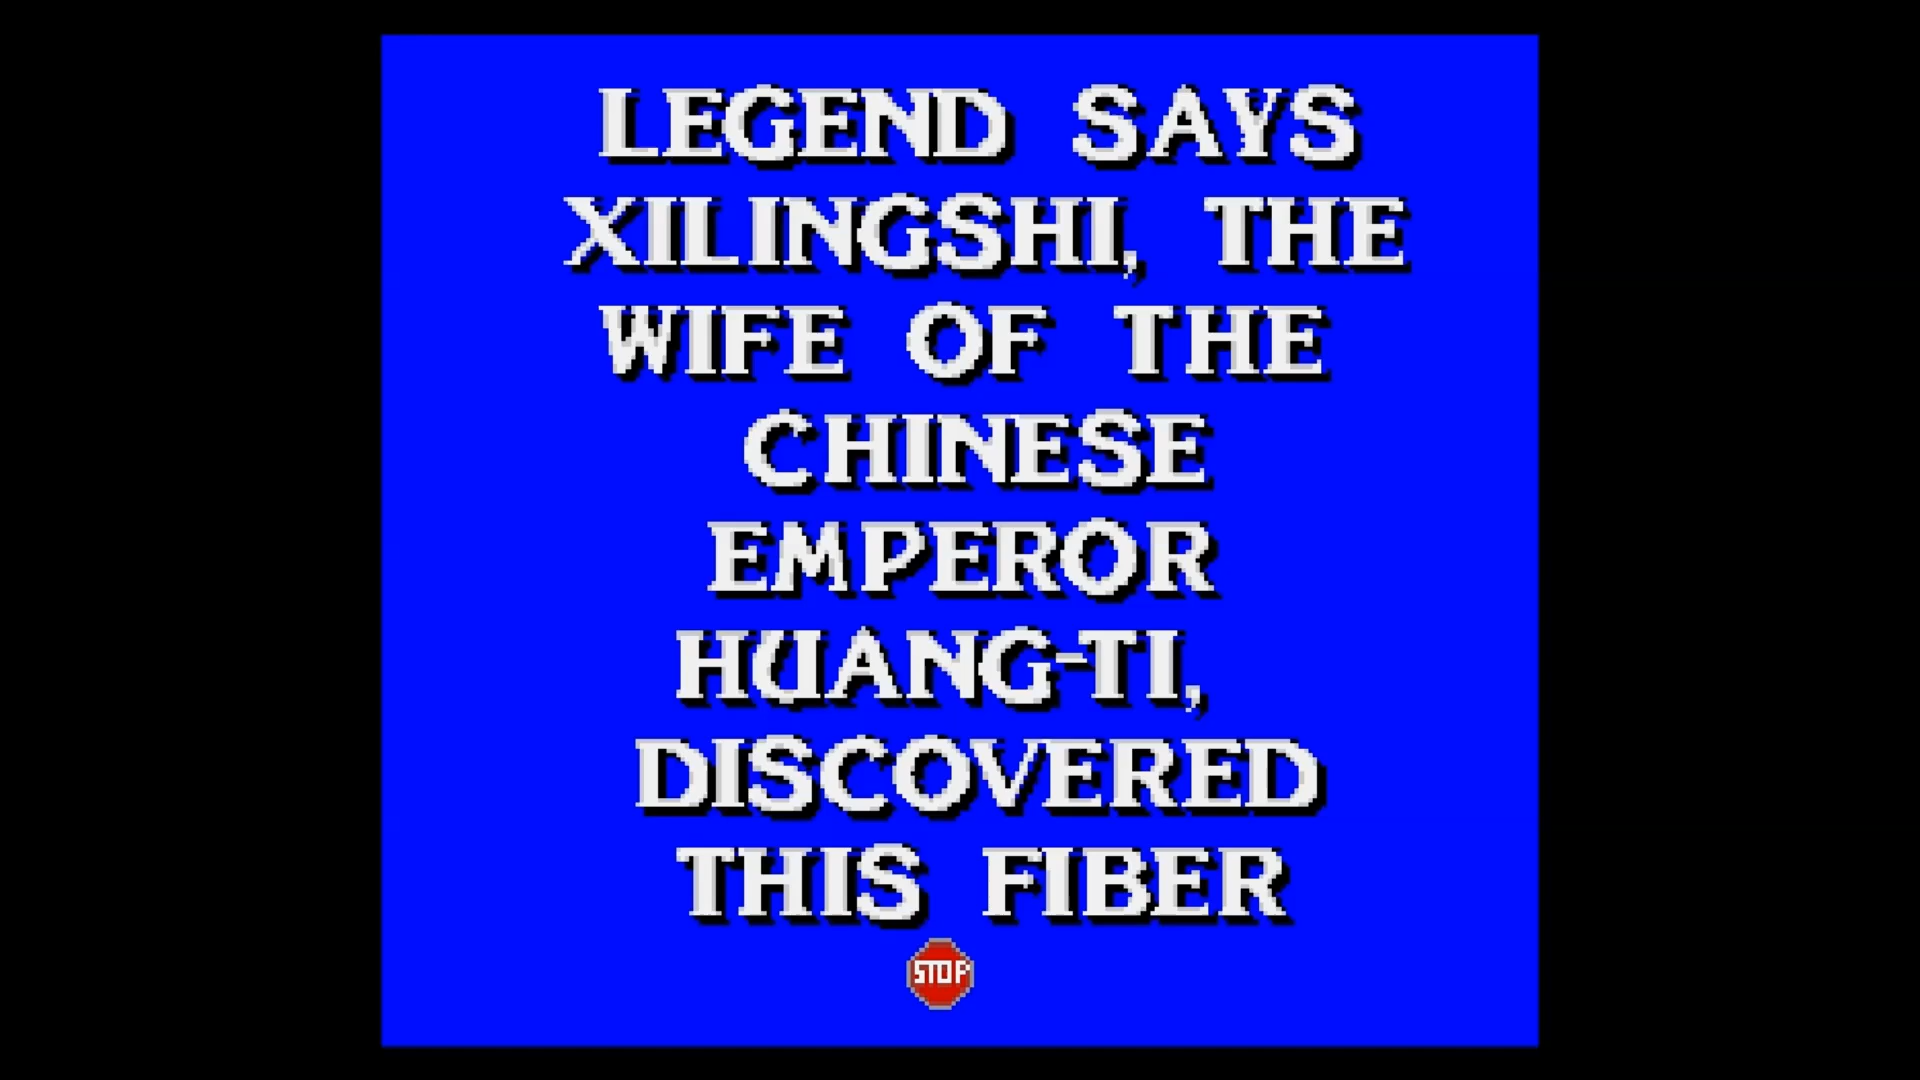 LEGEND SAYS
XILINGSHI, THE
WIFE OF THE
CHINESE
EMPEROR
HUANG-TI,
DISCOVERED
THIS FIBER
STOP